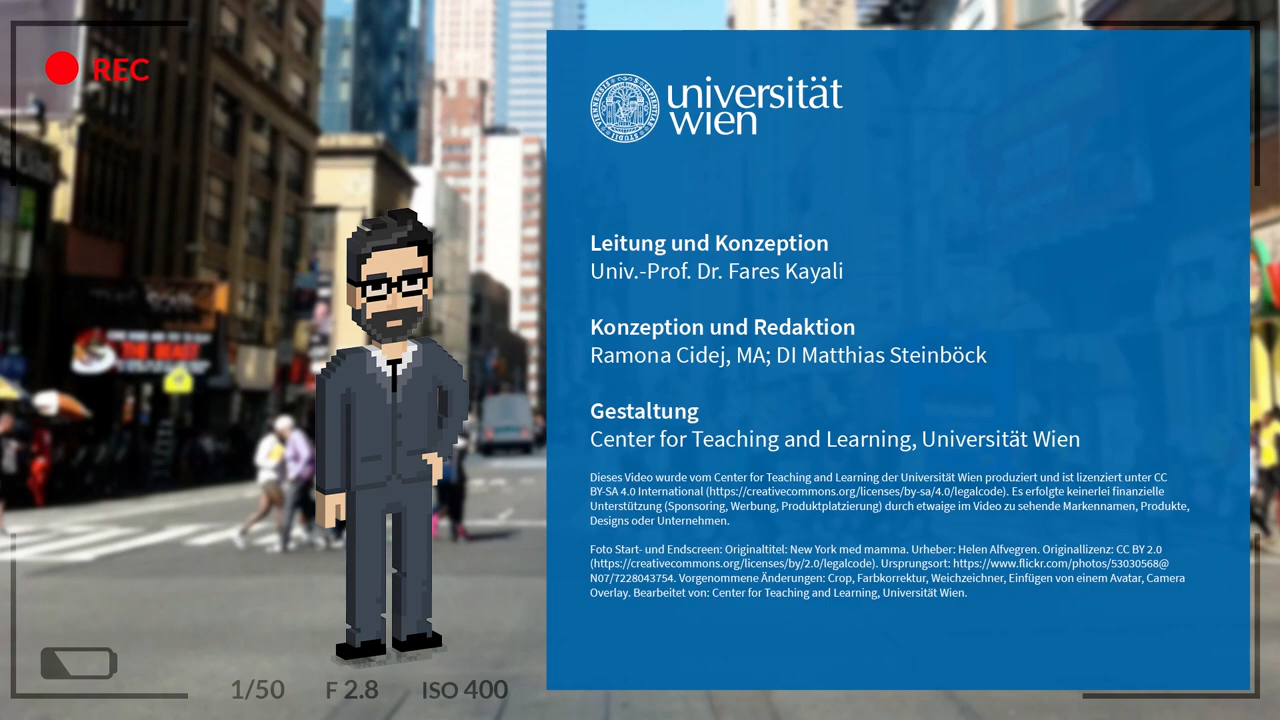 REC
universität
wien
Leitung und Konzeption
Univ.-Prof. Dr. Fares Kayali
Konzeption und Redaktion
Ramona Cidej, MA; DI Matthias Steinböck
Gestaltung
Center for Teaching and Learning, Universität Wien
Dieses Video wurde vom Center for Teaching and Learning der Universität Wien produziert und ist lizenziert unter CC
BY-SA 4.0 International (https://creativecommons.org/licenses/by-sa/4.0/legalcode). Es erfolgte keinerlei finanzielle
Unterstützung (Sponsoring, Werbung, Produktplatzierung) durch etwaige im Video zu sehende Markennamen, Produkte,
Designs oder Unternehmen.
Foto Start- und Endscreen: Originaltitel: New York med mamma. Urheber: Helen Alfvegren. Originallizenz: CC BY 2.0
(https://creativecommons.org/licenses/by/2.0/legalcode). Ursprungsort: https://www.flickr.com/photos/53030568@
N07/7228043754. Vorgenommene Änderungen: Crop, Farbkorrektur, Weichzeichner, Einfügen von einem Avatar, Camera
Overlay. Bearbeitet von: Center for Teaching and Learning, Universität Wien.
THE BEAST
1/50 F 2.8 ISO 400